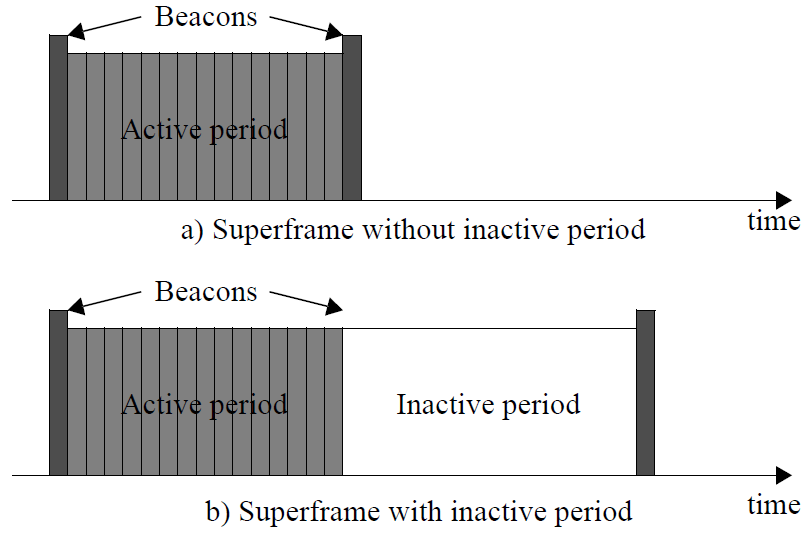 Beacons
Active period
time
a) Superframe without inactive period
Beacons
Active period
Inactive period
time
b) Superframe with inactive period